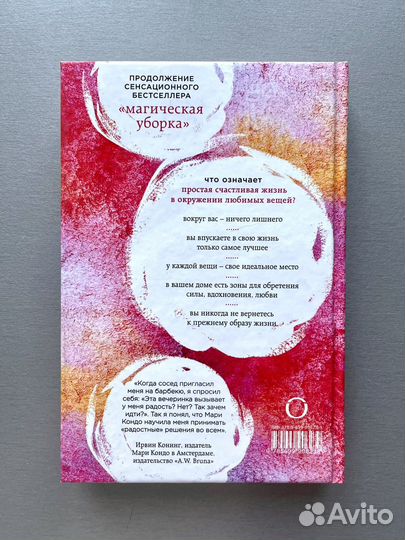 ПРОДОЛЖЕНИЕ
СЕНСАЦИОННОГО
БЕСТСЕЛЛЕРА
«МАГИЧЕСКАЯ
УБОРКА»
ЧТО ОЗНАЧАЕТ
ПРОСТАЯ СЧАСТЛИВАЯ ЖИЗНЬ
В ОКРУЖЕНИИ ЛЮБИМЫХ ВЕЩЕЙ?
вокруг вас – ничего лишнего
вы впускаете в свою жизнь
только самое лучшее
у каждой вещи – свое идеальное место
в вашем доме есть зоны для обретения
силы, вдохновения, любви
вы никогда не вернетесь
к прежнему образу жизни
«Когда сосед пригласил
меня на барбекю, я спросил
себя: «Эта вечеринка вызывает
у меня радость? Нет? Так зачем
идти?». Так я понял, что Мари
Кондо научила меня принимать
«радостные» решения во всем».
Ирвин Конинг, издатель
Мари Кондо в Амстердаме,
издательство «A.W. Bruna»
Avito